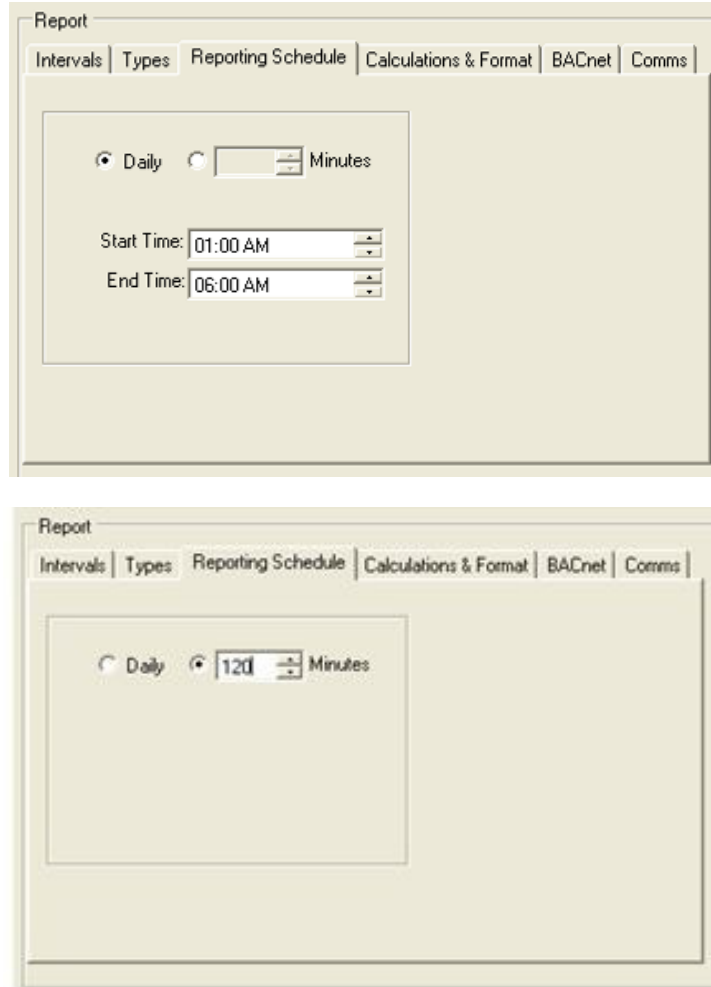 Report
Intervals Types Reporting Schedule Calculations & Format BACnet Comms
Daily Minutes
Start Time: 01:00 AM
End Time: 06:00 AM
Report
Intervals Types Reporting Schedule Calculations & Format BACnet Comms
Daily 120 Minutes